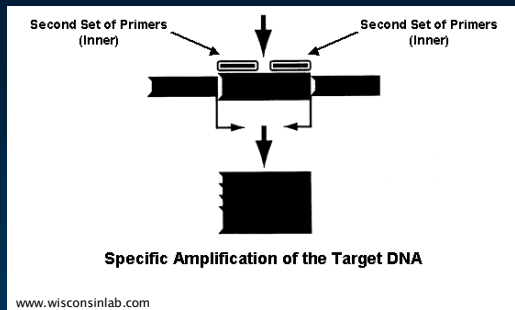 Second Set of Primers
(Inner)
Second Set of Primers
(Inner)
Specific Amplification of the Target DNA
www.wisconsinlab.com